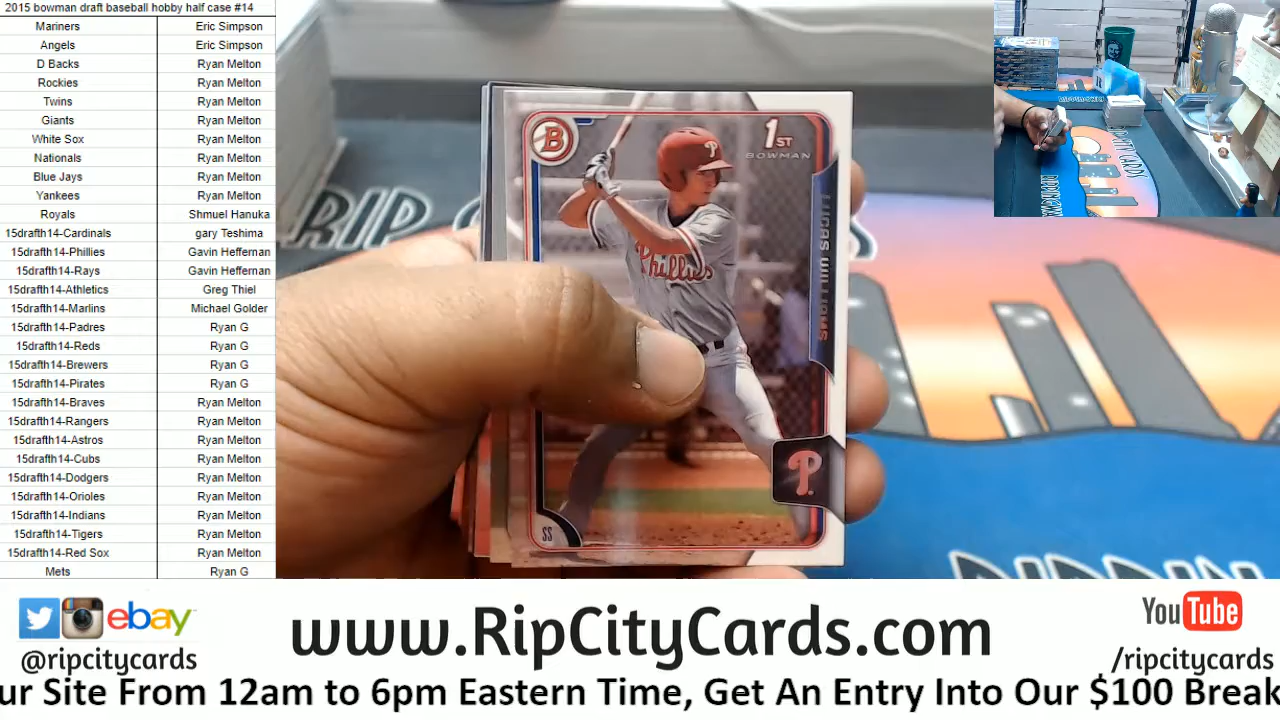 2015 bowman draft baseball hobby half case #14
Mariners Eric Simpson
Angels Eric Simpson
D Backs Ryan Melton
Rockies Ryan Melton
Twins Ryan Melton
Giants Ryan Melton
White Sox Ryan Melton
Nationals Ryan Melton
Blue Jays Ryan Melton
Yankees Ryan Melton
Royals Shmuel Hanuka
15drafth14-Cardinals gary Teshima
15drafth14-Phillies Gavin Heffernan
15drafth14-Rays Gavin Heffernan
15drafth14-Athletics Greg Thiel
15drafth14-Marlins Michael Golder
15drafth14-Padres Ryan G
15drafth14-Reds Ryan G
15drafth14-Brewers Ryan G
15drafth14-Pirates Ryan G
15drafth14-Braves Ryan Melton
15drafth14-Rangers Ryan Melton
15drafth14-Astros Ryan Melton
15drafth14-Cubs Ryan Melton
15drafth14-Dodgers Ryan Melton
15drafth14-Orioles Ryan Melton
15drafth14-Indians Ryan Melton
15drafth14-Tigers Ryan Melton
15drafth14-Red Sox Ryan Melton
Mets Ryan G
B
1ST
BOWMAN
P
Phillies
LUCAS WILLIAMS
P
SS
RIP
ebay
@ripcitycards
www.RipCityCards.com
YouTube
/ripcitycards
ur Site From 12am to 6pm Eastern Time, Get An Entry Into Our $100 Break